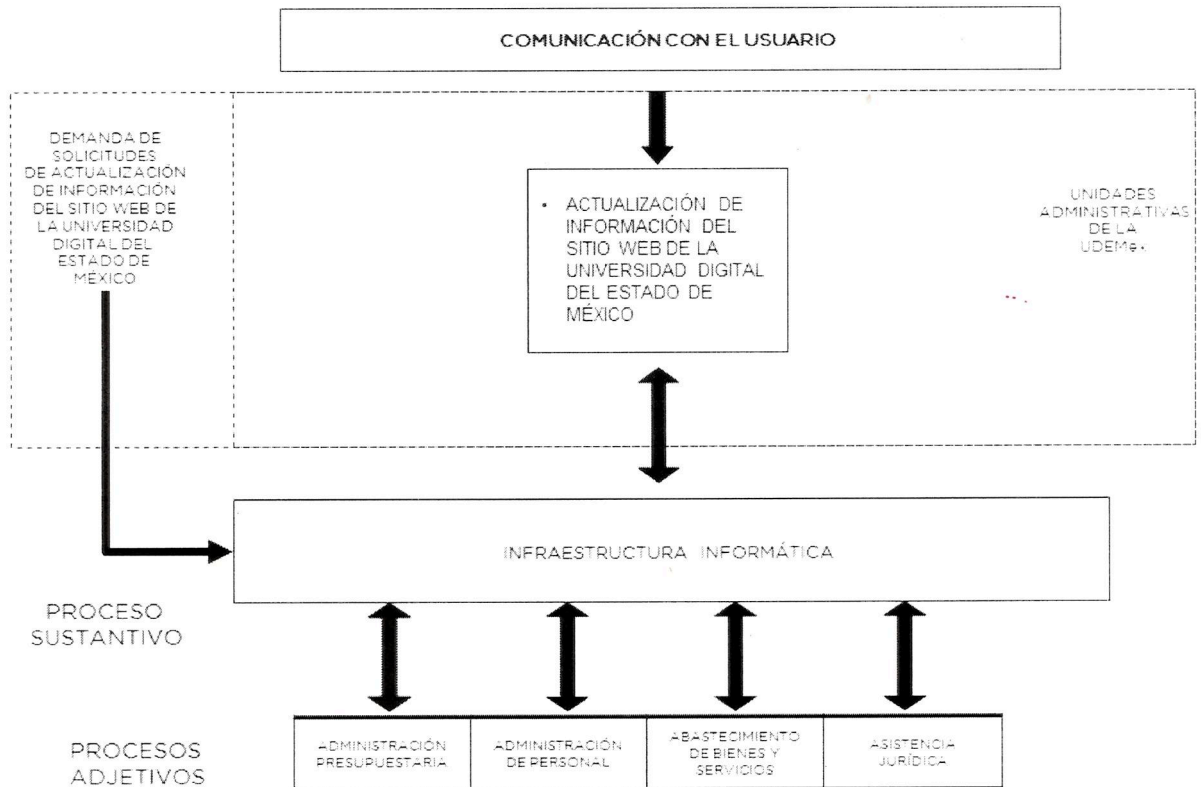 COMUNICACIÓN CON EL USUARIO
DEMANDA DE
SOLICITUDES
DE ACTUALIZACIÓN
DE INFORMACIÓN
DEL SITIO WEB DE
LA UNIVERSIDAD
DIGITAL DEL
ESTADO DE
MÉXICO
• ACTUALIZACIÓN DE
INFORMACIÓN DEL
SITIO WEB DE LA
UNIVERSIDAD DIGITAL
DEL ESTADO DE
MÉXICO
UNIDADES
ADMINISTRATIVAS
DE LA
UDEMex
INFRAESTRUCTURA INFORMÁTICA
PROCESO
SUSTANTIVO
PROCESOS
ADJETIVOS
ADMINISTRACIÓN
PRESUPUESTARIA
ADMINISTRACIÓN
DE PERSONAL
ABASTECIMIENTO
DE BIENES Y
SERVICIOS
ASISTENCIA
JURÍDICA